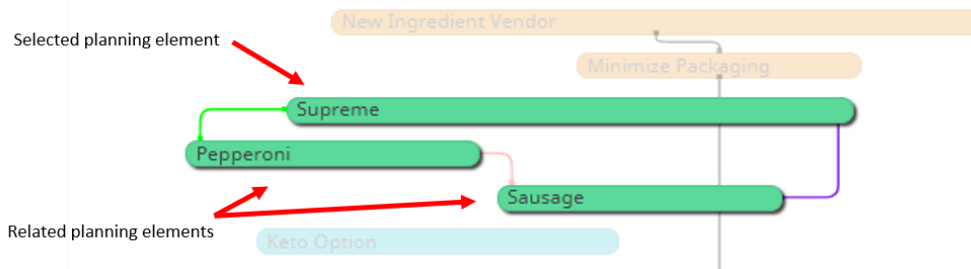 New Ingredient Vendor
Selected planning element
Minimize Packaging
Supreme
Pepperoni
Sausage
Related planning elements
Keto Option